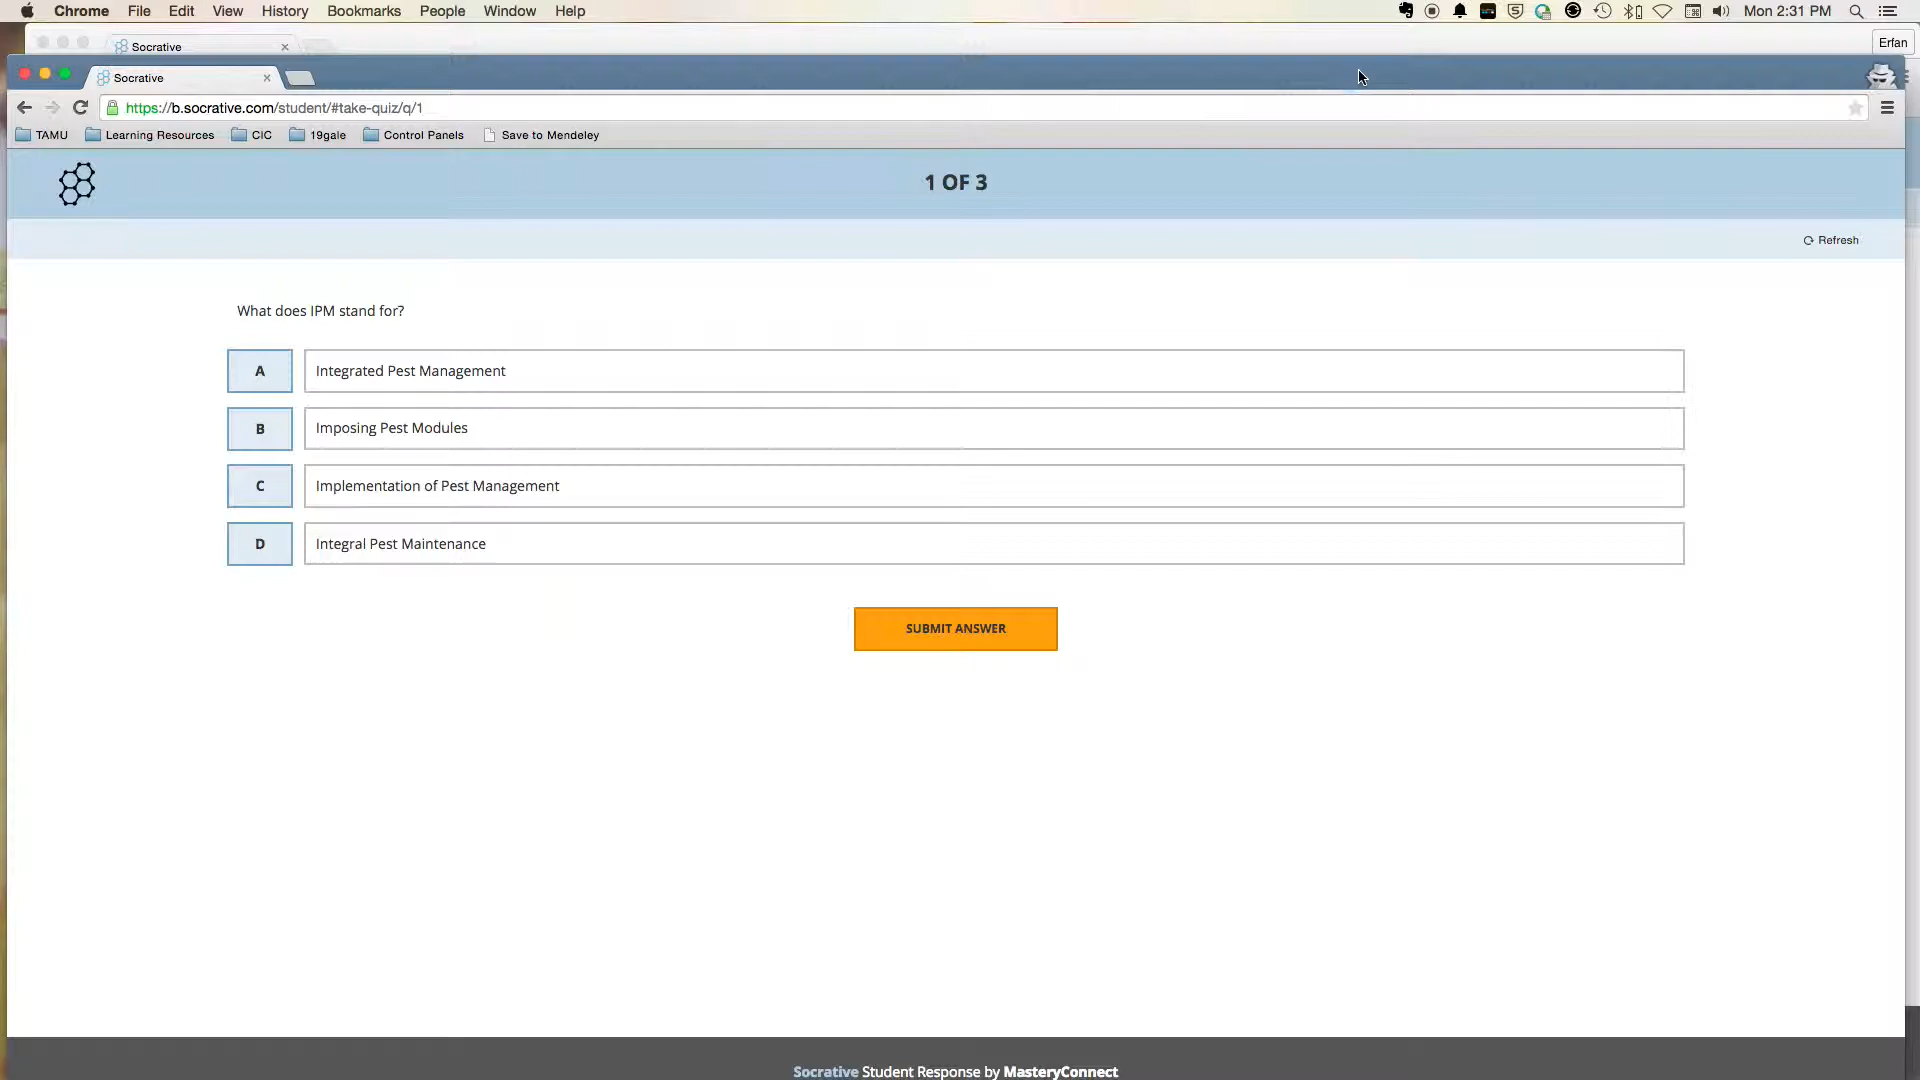 Chrome File Edit View History Bookmarks People Window Help Mon 2:31 PM
Socrative Erfan
Socrative
https://b.socrative.com/student/#take-quiz/q/1
TAMU Learning Resources CIC 19gale Control Panels Save to Mendeley
1 OF 3
Refresh
What does IPM stand for?
A Integrated Pest Management
B Imposing Pest Modules
C Implementation of Pest Management
D Integral Pest Maintenance
SUBMIT ANSWER
Socrative Student Response by MasteryConnect